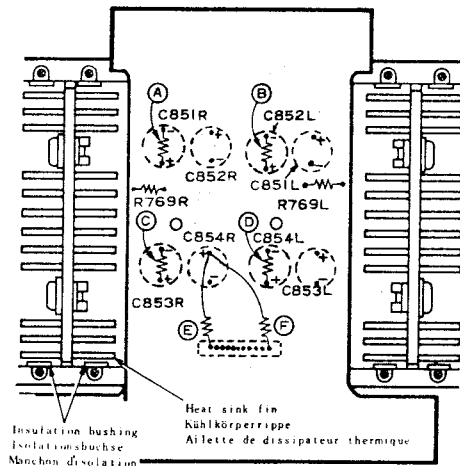 A
B
C851R
C852L
C852R
C851L
R769R
R769L
C
D
C854R
C854L
C853R
C853L
E
F
Insulation bushing
Isolationsbuchse
Manchon disolation
Heat sink fin
Kühlkörperrippe
Ailette de dissipateur thermique